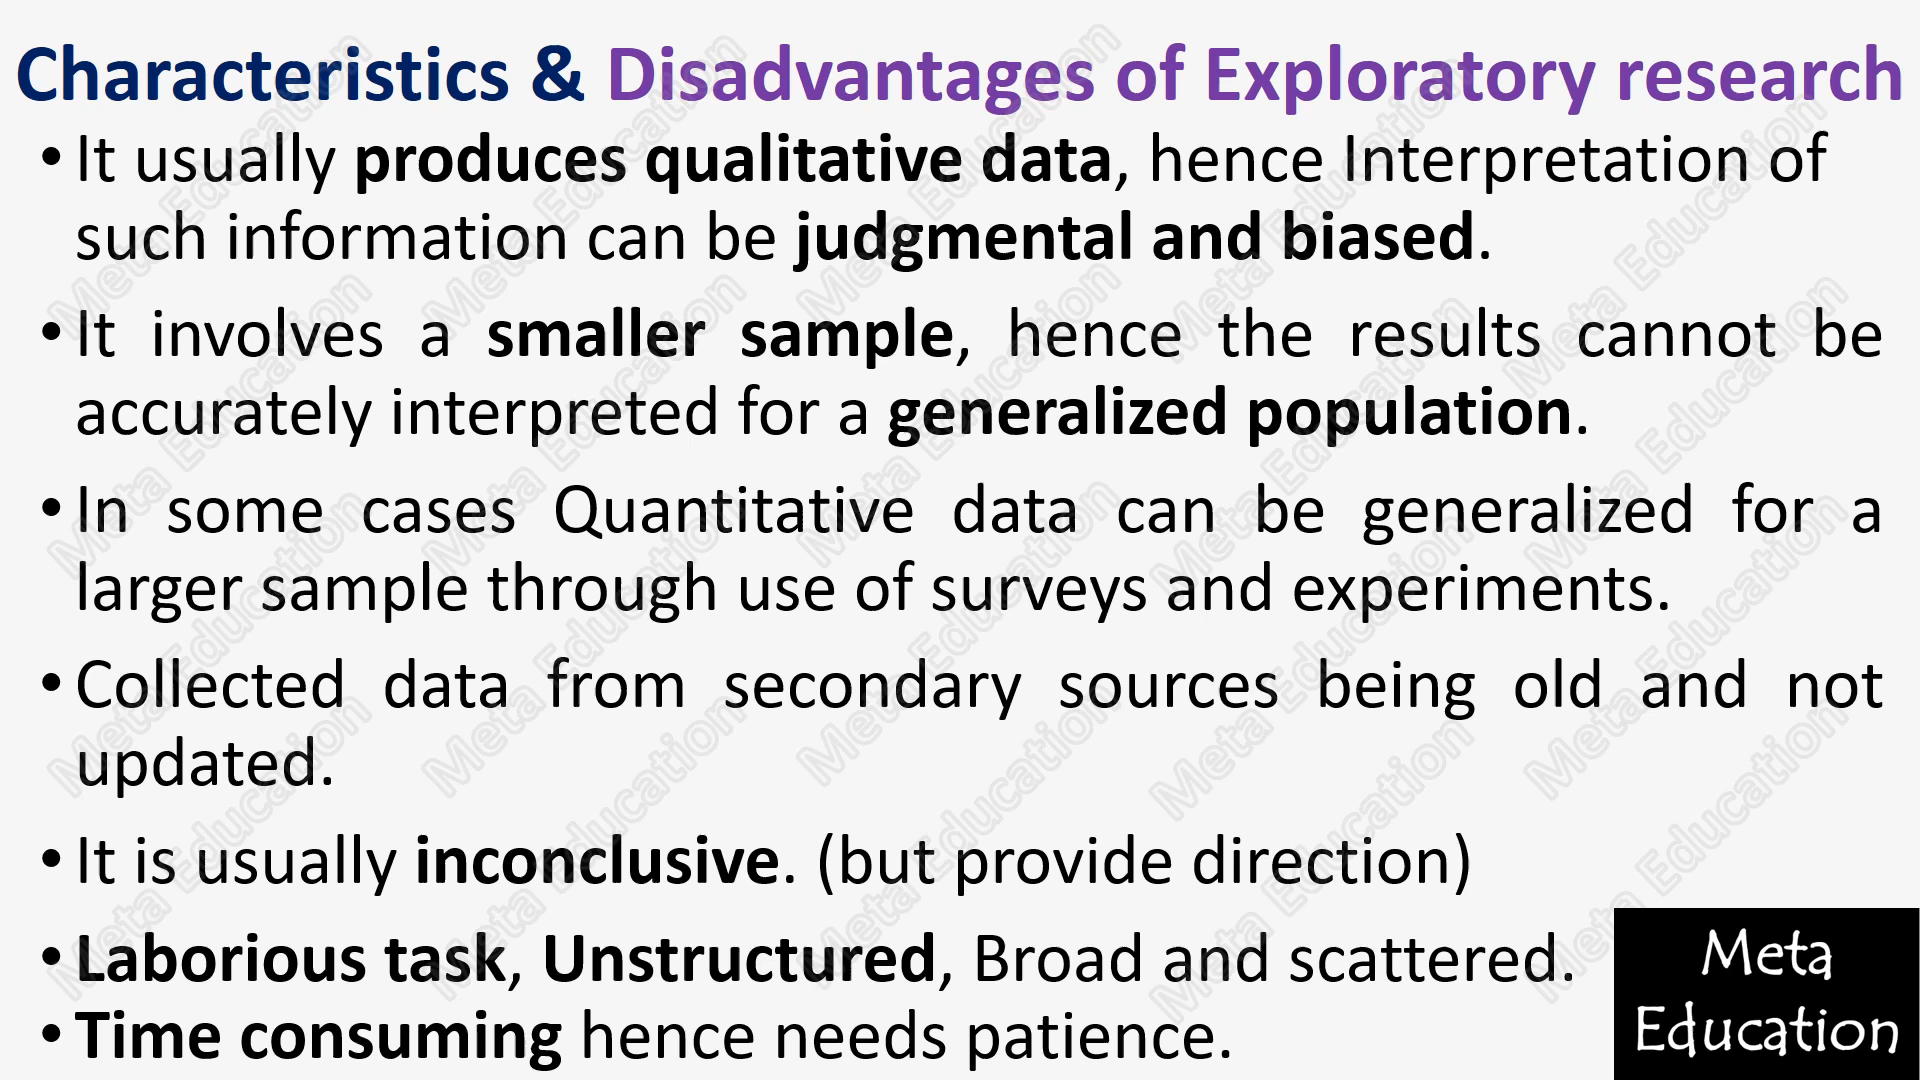 Characteristics & Disadvantages of Exploratory research
• It usually produces qualitative data, hence Interpretation of
such information can be judgmental and biased.
• It involves a smaller sample, hence the results cannot be
accurately interpreted for a generalized population.
• In some cases Quantitative data can be generalized for a
larger sample through use of surveys and experiments.
• Collected data from secondary sources being old and not
updated.
• It is usually inconclusive. (but provide direction)
• Laborious task, Unstructured, Broad and scattered.
• Time consuming hence needs patience.
Meta
Education